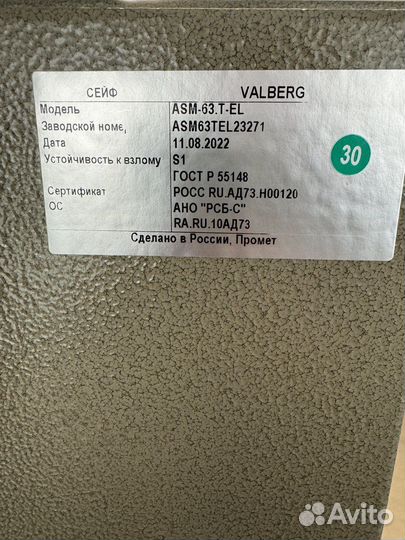 СЕЙФ VALBERG
Модель ASM-63.T-EL
Заводской номе, ASM63TEL23271
Дата 11.08.2022
Устойчивость к взлому S1
ГОСТ Р 55148
Сертификат РОСС RU.АД73.Н00120
ОС АНО "РСБ-С"
RA.RU.10АД73
Сделано в России, Промет
30
Avito